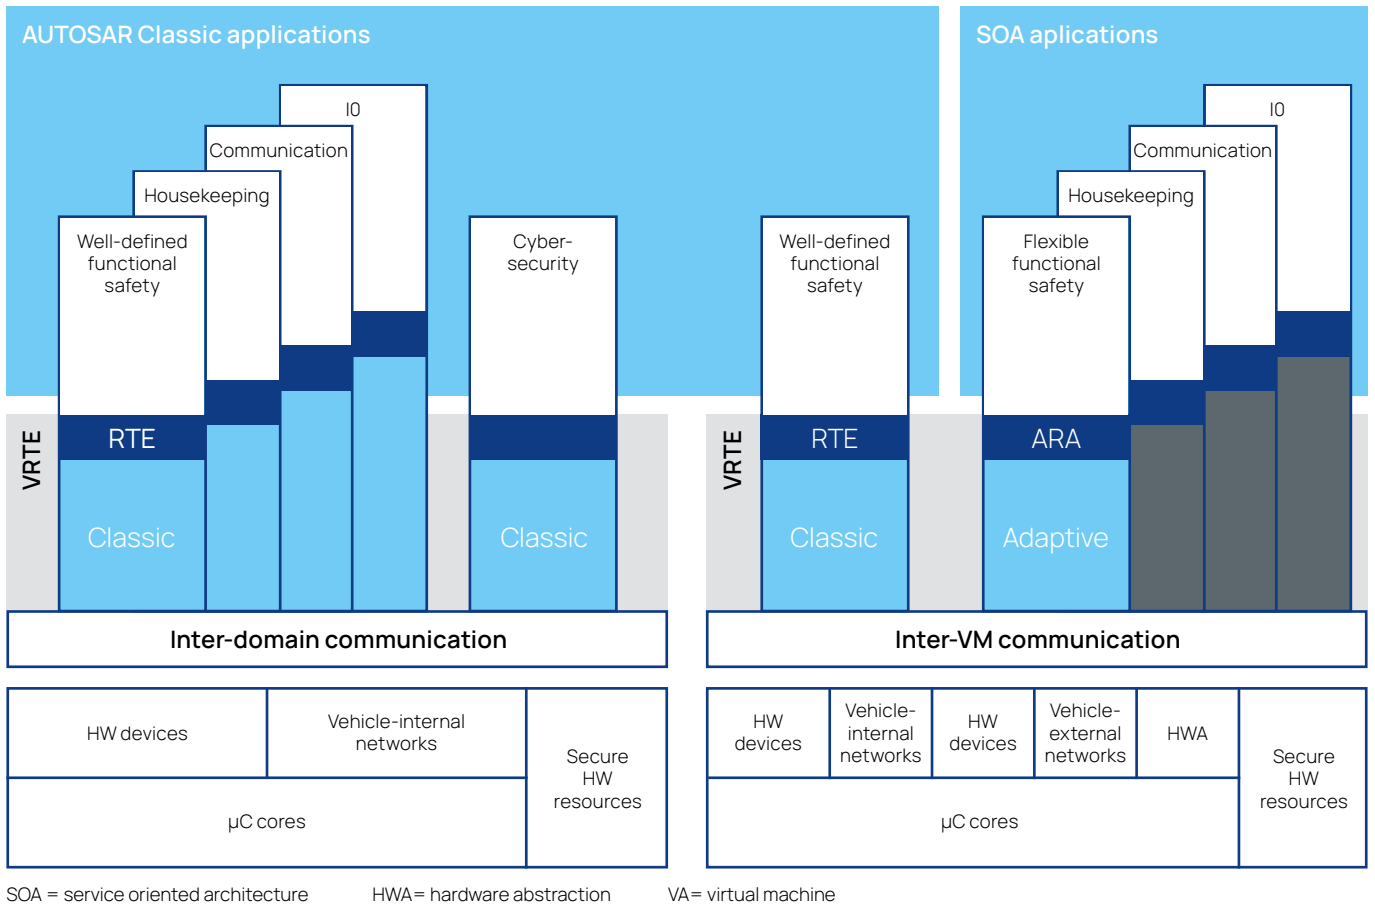 AUTOSAR Classic applications
SOA aplications
IO
Communication
Housekeeping
Well-defined
functional
safety
Cyber-
security
Well-defined
functional
safety
IO
Communication
Housekeeping
Flexible
functional
safety
VRTE
RTE
Classic
Classic
VRTE
RTE
Classic
ARA
Adaptive
Inter-domain communication
Inter-VM communication
HW devices
Vehicle-internal
networks
Secure
HW
resources
µC cores
HW
devices
Vehicle-
internal
networks
HW
devices
Vehicle-
external
networks
HWA
Secure
HW
resources
µC cores
SOA = service oriented architecture
HWA= hardware abstraction
VA= virtual machine